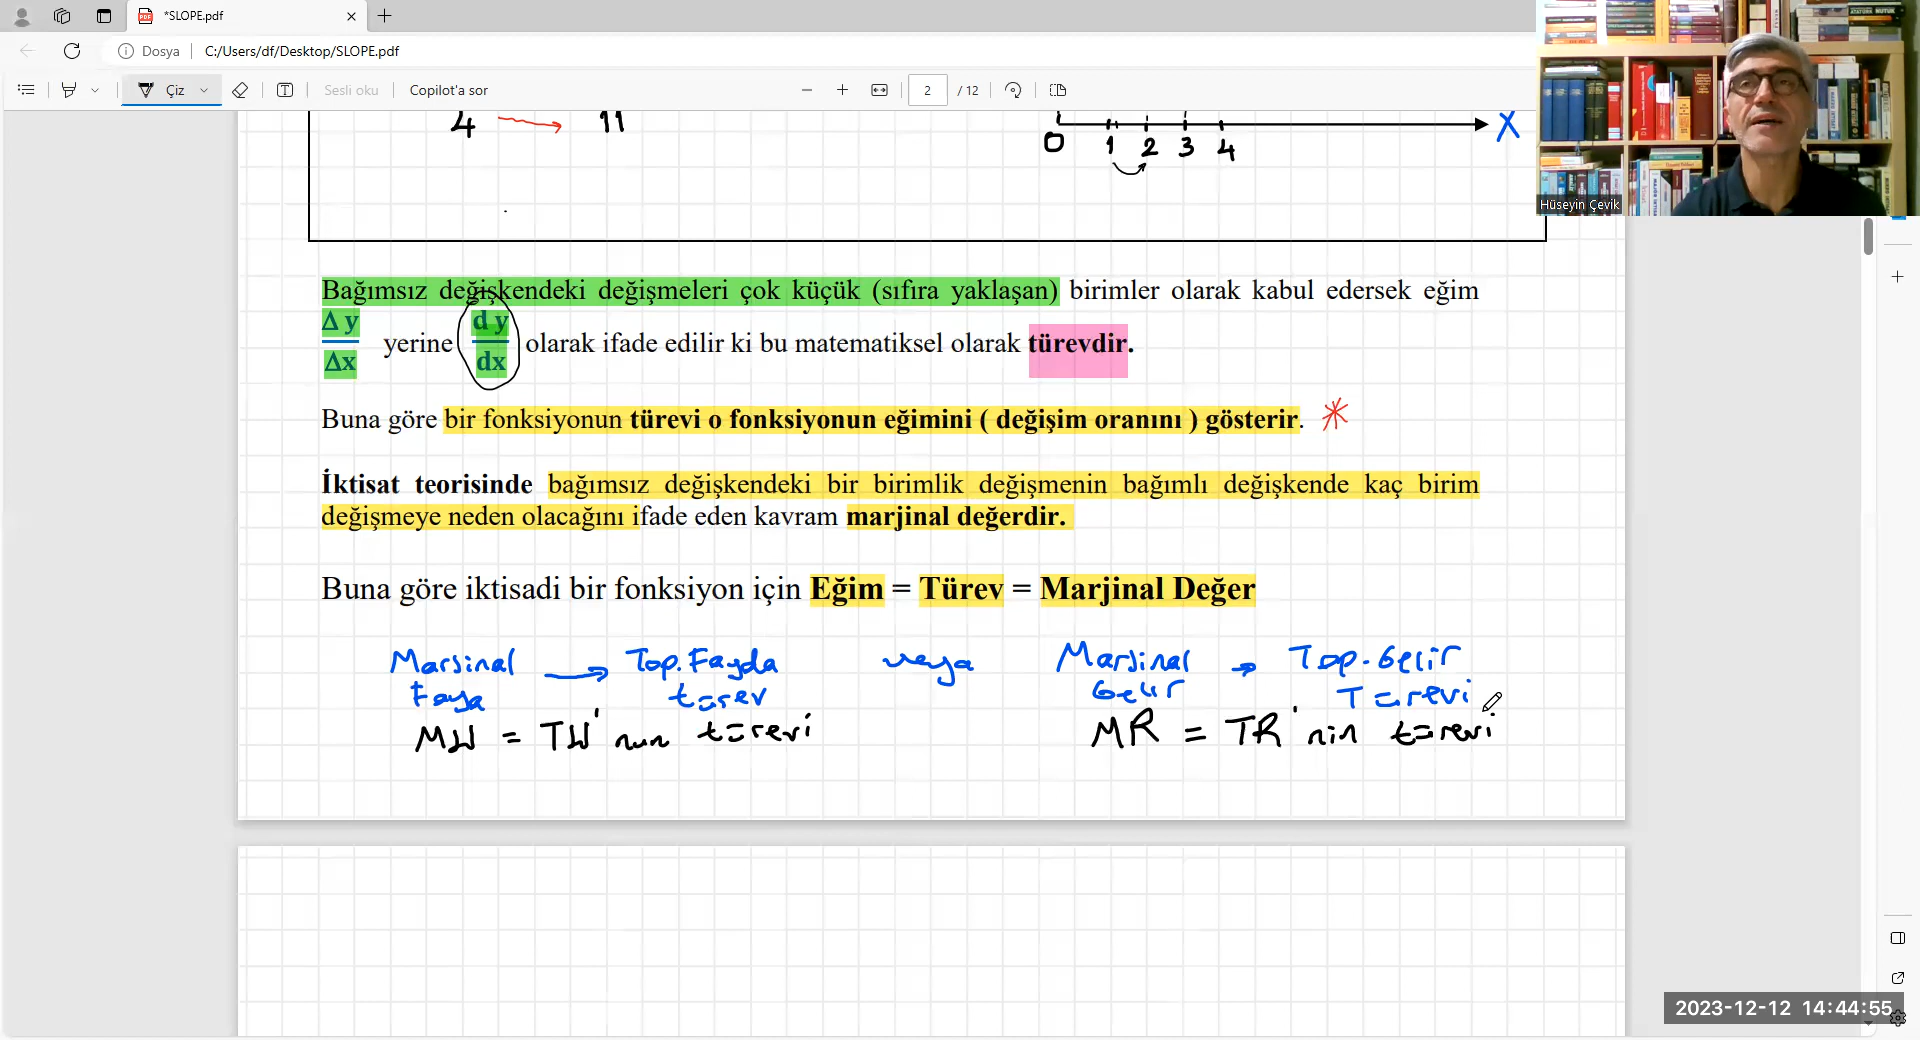 *SLOPE.pdf
Dosya C:/Users/df/Desktop/SLOPE.pdf
Çiz Sesli oku Copilot'a sor 2 / 12
Hüseyin Çevik
4 11
X
0 1 2 3 4
Bağımsız değişkendeki değişmeleri çok küçük (sıfıra yaklaşan) birimler olarak kabul edersek eğim
Δ y d y
yerine olarak ifade edilir ki bu matematiksel olarak türevdir.
Δx dx
Buna göre bir fonksiyonun türevi o fonksiyonun eğimini ( değişim oranını ) gösterir. *
İktisat teorisinde bağımsız değişkendeki bir birimlik değişmenin bağımlı değişkende kaç birim
değişmeye neden olacağını ifade eden kavram marjinal değerdir.
Buna göre iktisadi bir fonksiyon için Eğim = Türev = Marjinal Değer
Marjinal → Top. Fayda veya Marjinal → Top. Gelir
Faya türev Gelir Türevi
MU = TU'nun türevi MR = TR'nin türevi
2023-12-12 14:44:55